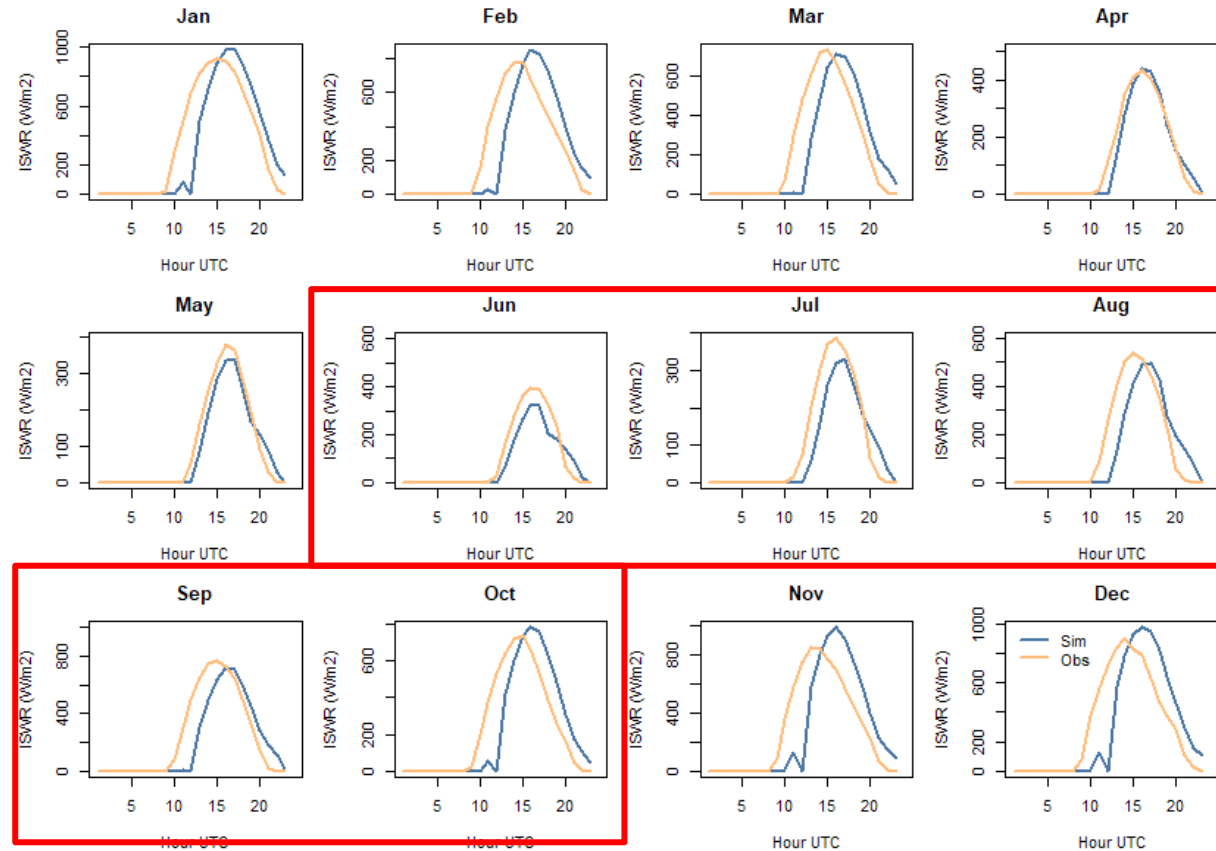 Jan Feb Mar Apr
ISWR (W/m2) ISWR (W/m2) ISWR (W/m2) ISWR (W/m2)
0 200 600 1000 0 200 600 0 200 400 600 0 200 400
5 10 15 20 5 10 15 20 5 10 15 20 5 10 15 20
Hour UTC Hour UTC Hour UTC Hour UTC
May Jun Jul Aug
ISWR (W/m2) ISWR (W/m2) ISWR (W/m2) ISWR (W/m2)
0 100 300 0 200 400 600 0 100 300 0 200 400 600
5 10 15 20 5 10 15 20 5 10 15 20 5 10 15 20
Hour UTC Hour UTC Hour UTC Hour UTC
Sep Oct Nov Dec
ISWR (W/m2) ISWR (W/m2) ISWR (W/m2) ISWR (W/m2)
0 400 800 0 200 600 0 200 400 800 0 200 600 1000
Sim
Obs
5 10 15 20 5 10 15 20 5 10 15 20 5 10 15 20
Hour UTC Hour UTC Hour UTC Hour UTC